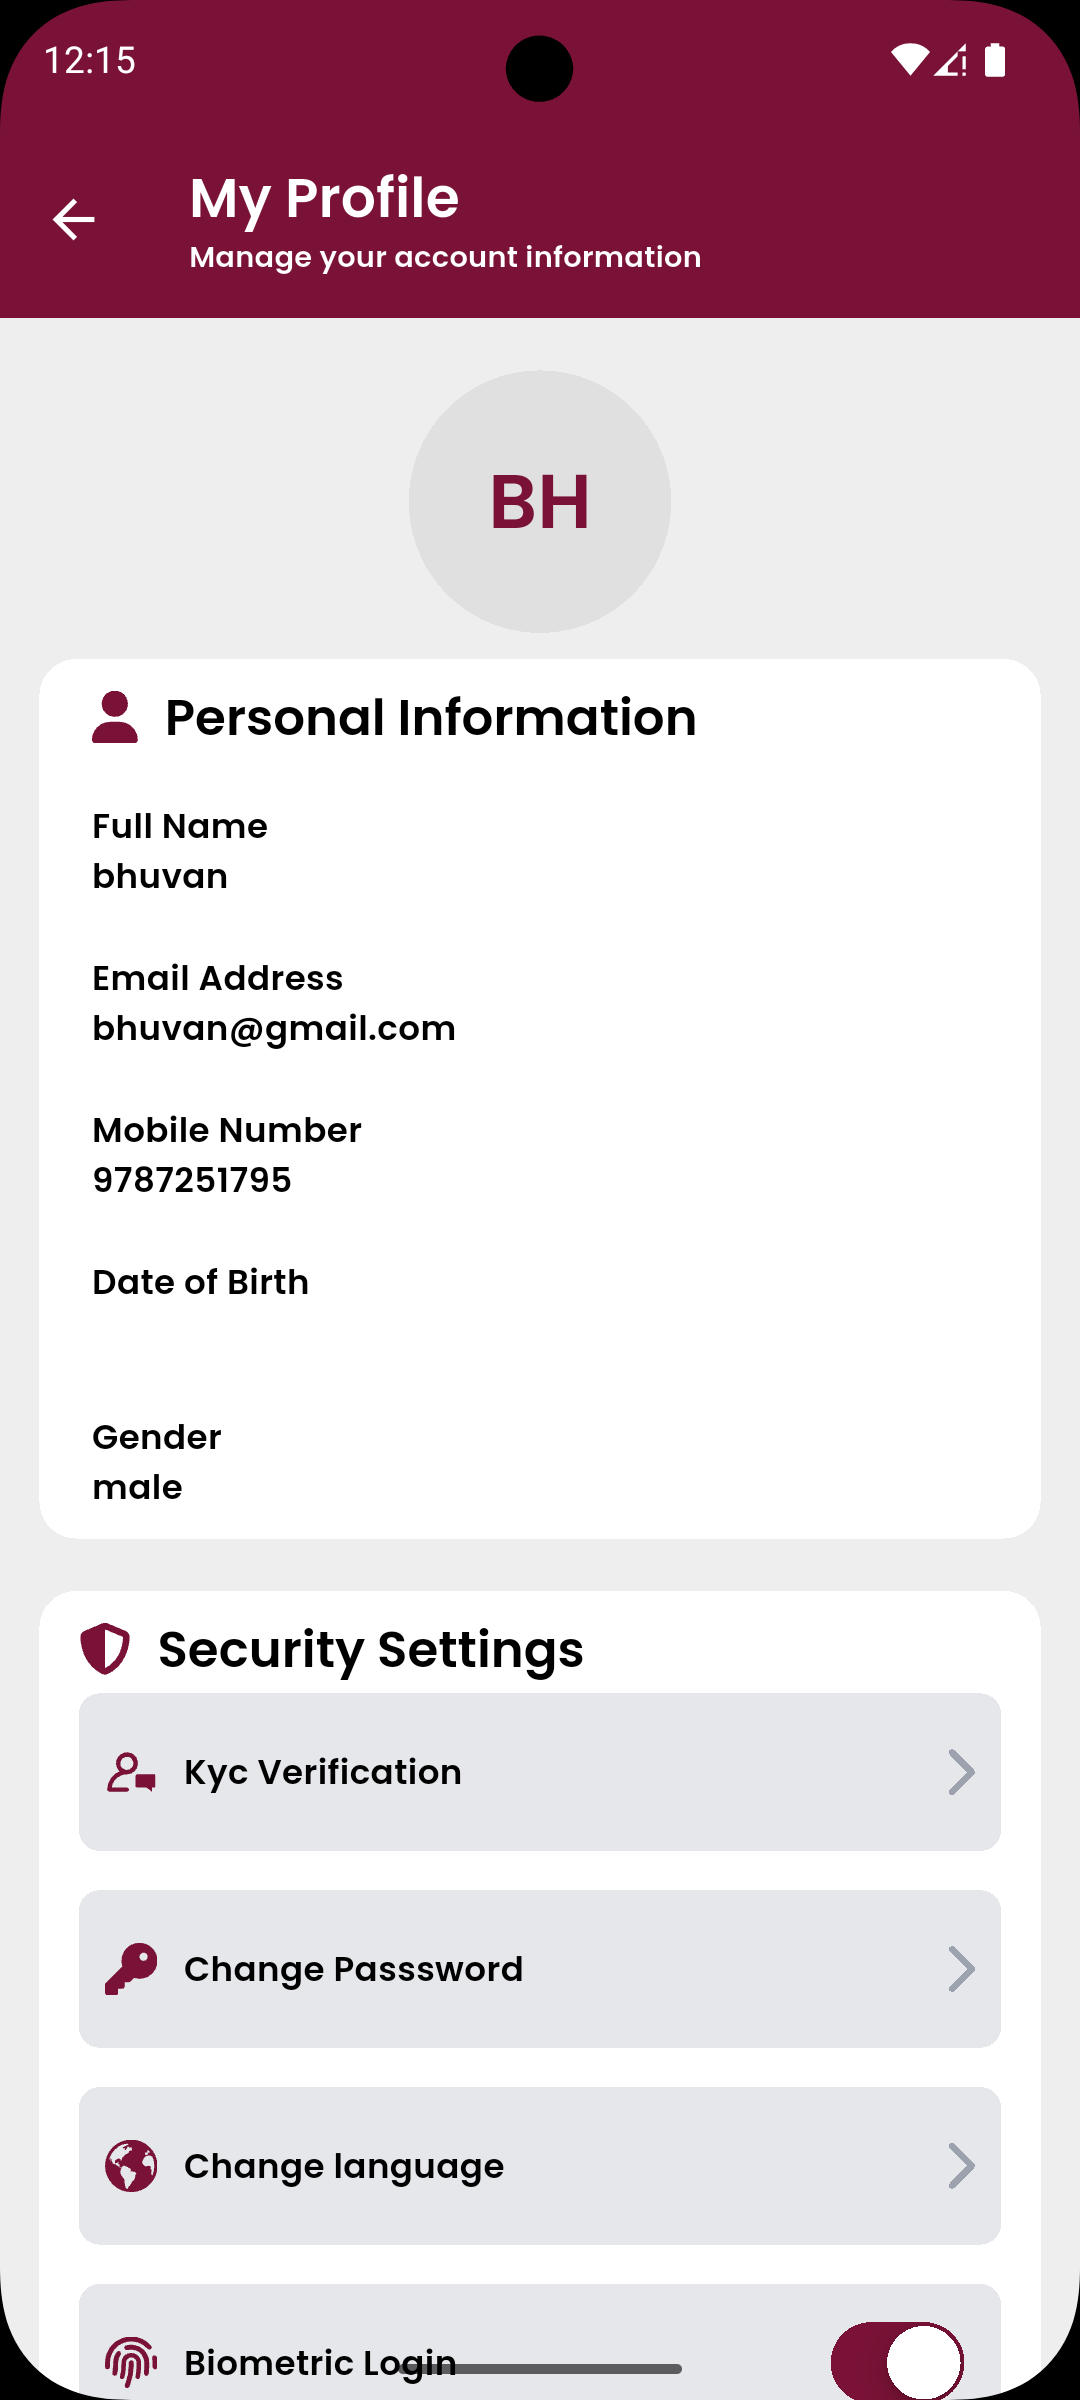 12:15
My Profile
Manage your account information
BH
Personal Information
Full Name
bhuvan
Email Address
bhuvan@gmail.com
Mobile Number
9787251795
Date of Birth
Gender
male
Security Settings
Kyc Verification
Change Passsword
Change language
Biometric Login